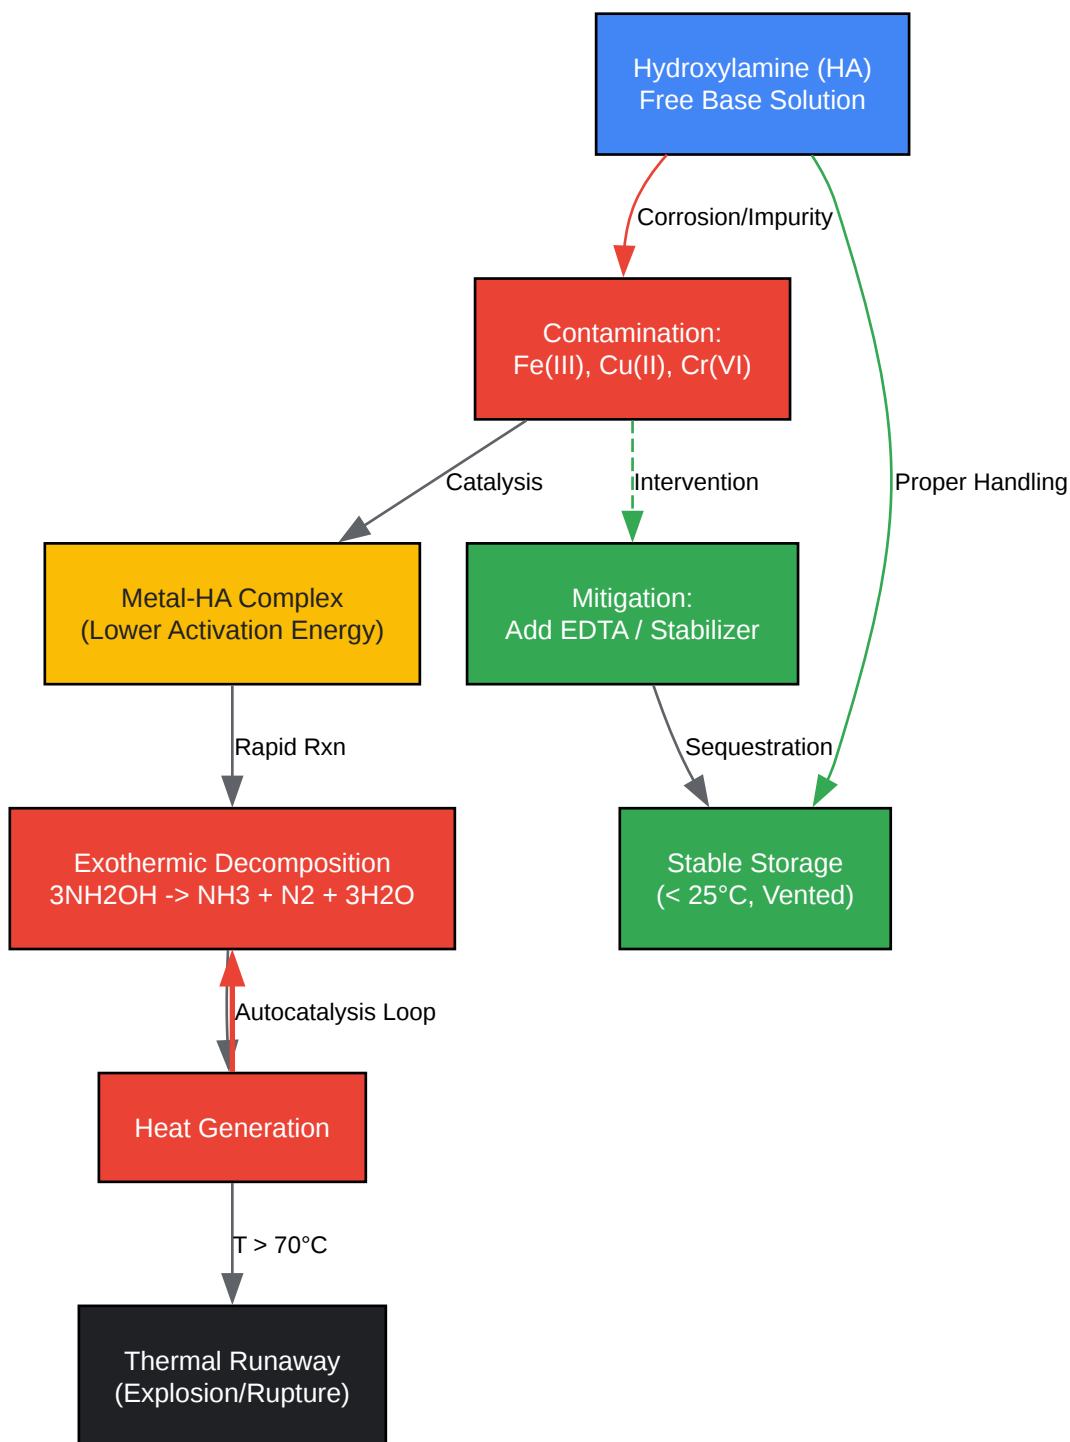 Hydroxylamine (HA)
Free Base Solution
Corrosion/Impurity
Contamination:
Fe(III), Cu(II), Cr(VI)
Catalysis
Intervention
Proper Handling
Metal-HA Complex
(Lower Activation Energy)
Mitigation:
Add EDTA / Stabilizer
Rapid Rxn
Sequestration
Exothermic Decomposition
3NH2OH -> NH3 + N2 + 3H2O
Stable Storage
(< 25°C, Vented)
Autocatalysis Loop
Heat Generation
T > 70°C
Thermal Runaway
(Explosion/Rupture)